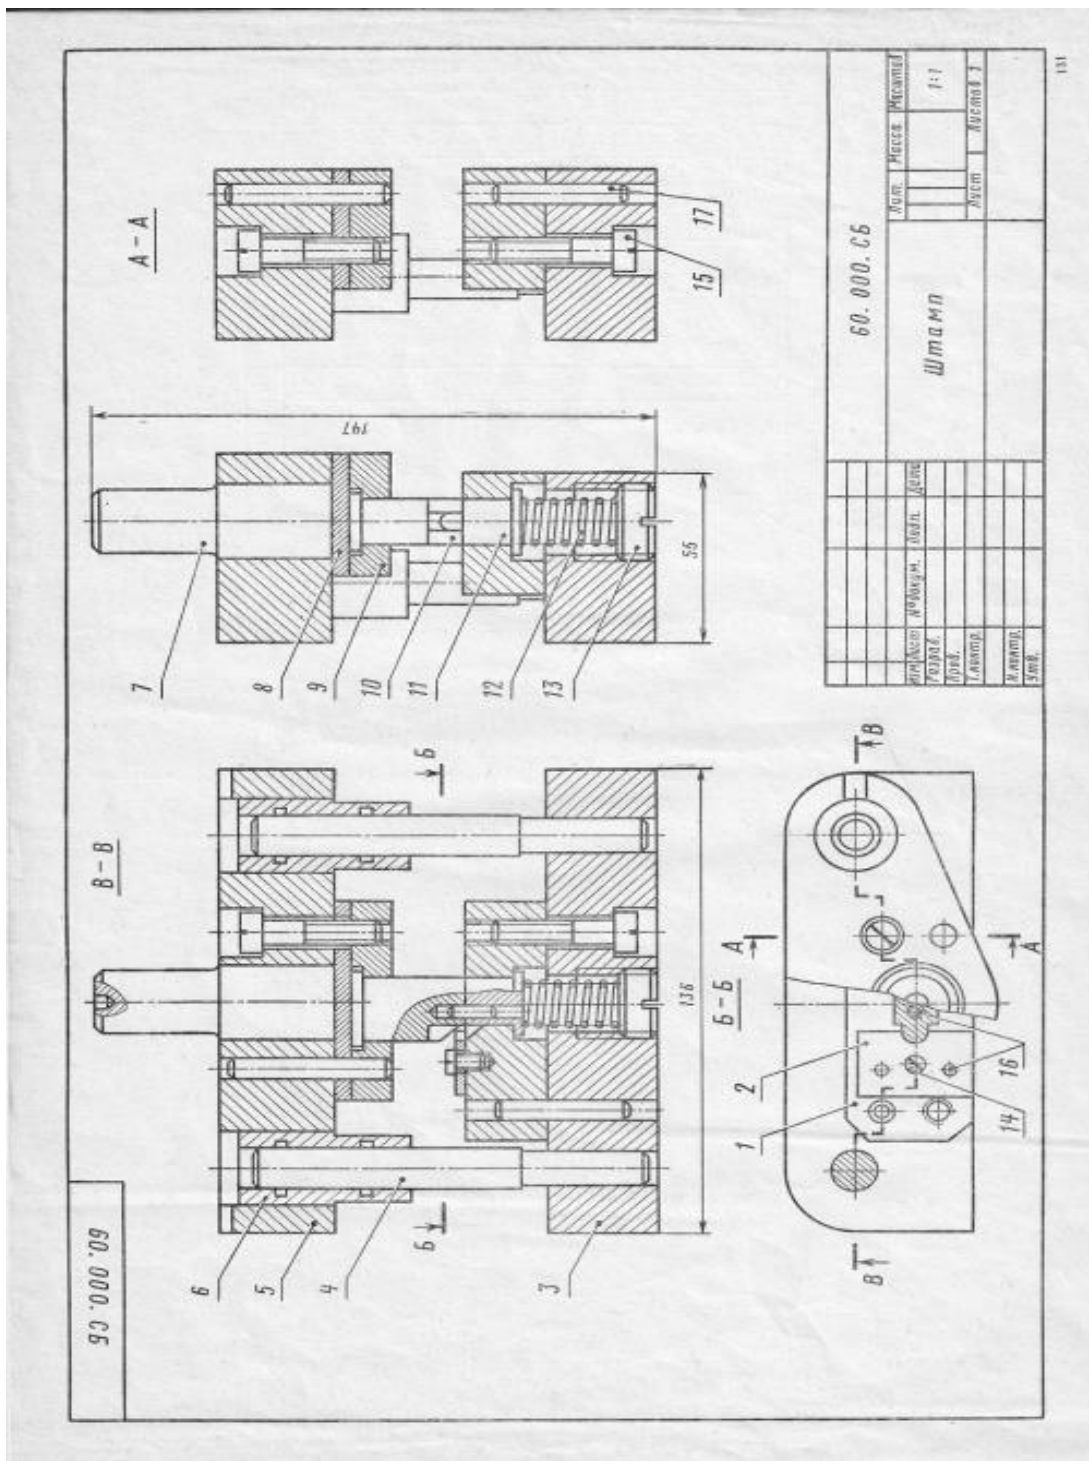 60. 000. СБ
В – В
6
5
4
3
Б
Б
136
7
8
9
10
11
12
13
147
56
А – А
15
17
Б – Б
1
2
14
16
А
А
В
В
60. 000. СБ
Штамп
Лит. Масса Масштаб
1:1
Лист Листов 1
Изм Лист № докум. Подп. Дата
Разраб.
Пров.
Т.контр.
Н.контр.
Утв.
131